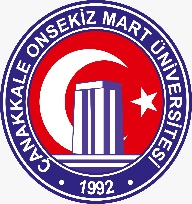 ÇANAKKALE ONSEKİZ MART ÜNİVERSİTESİ
• 1992 •